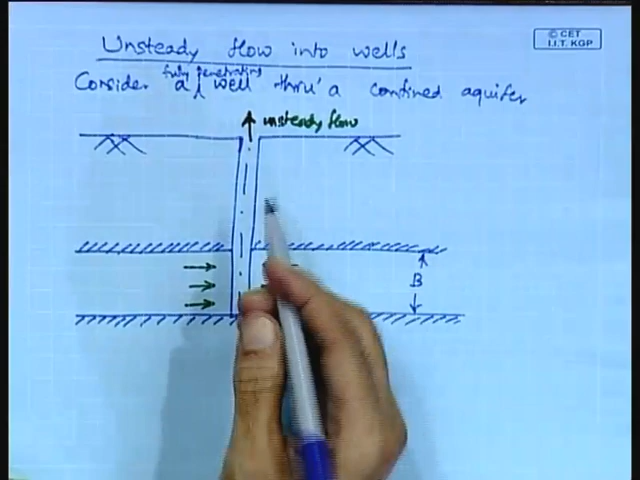 © CET
I.I.T. KGP
Unsteady flow into wells
Consider a fully penetrating well thru' a confined aquifer
unsteady flow
B